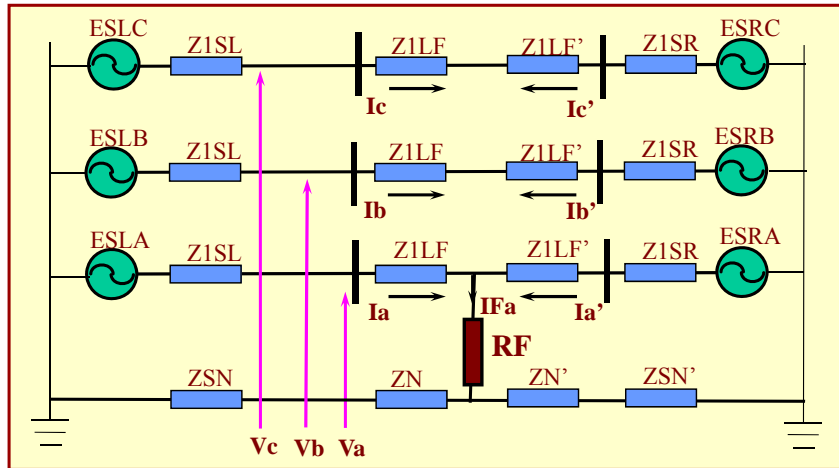 ESLC Z1SL Z1LF Z1LF’ Z1SR ESRC
Ic Ic’
ESLB Z1SL Z1LF Z1LF’ Z1SR ESRB
Ib Ib’
ESLA Z1SL Z1LF Z1LF’ Z1SR ESRA
Ia IFa Ia’
RF
ZSN ZN ZN’ ZSN’
Vc Vb Va